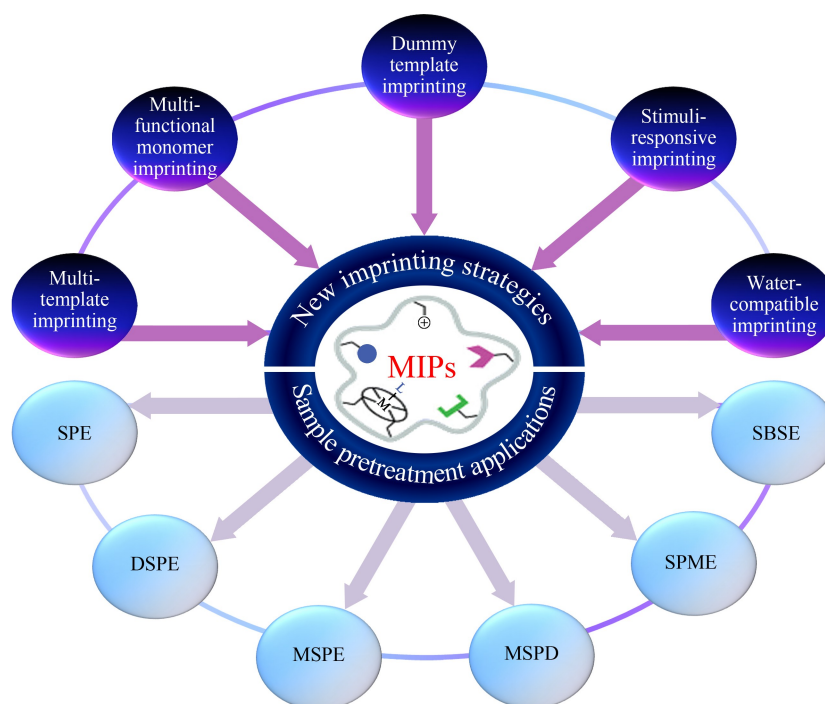 Dummy
template
imprinting
Multi-
functional
monomer
imprinting
Stimuli-
responsive
imprinting
Multi-
template
imprinting
Water-
compatible
imprinting
New imprinting strategies
MIPs
L
M
Sample pretreatment applications
SPE
SBSE
DSPE
SPME
MSPE
MSPD